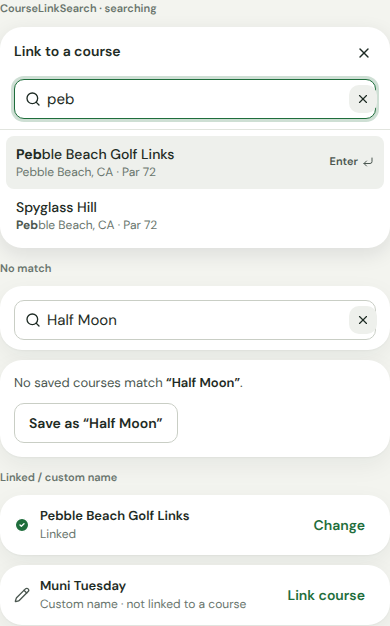 CourseLinkSearch · searching
Link to a course
peb
Pebble Beach Golf Links
Pebble Beach, CA · Par 72
Enter
Spyglass Hill
Pebble Beach, CA · Par 72
No match
Half Moon
No saved courses match “Half Moon”.
Save as “Half Moon”
Linked / custom name
Pebble Beach Golf Links
Linked
Change
Muni Tuesday
Custom name · not linked to a course
Link course